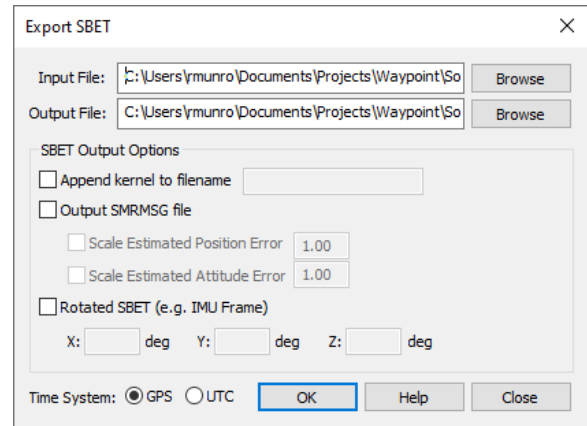 Export SBET
Input File: C:\Users\rmunro\Documents\Projects\Waypoint\So Browse
Output File: C:\Users\rmunro\Documents\Projects\Waypoint\So Browse
SBET Output Options
Append kernel to filename
Output SMRMSG file
Scale Estimated Position Error 1.00
Scale Estimated Attitude Error 1.00
Rotated SBET (e.g. IMU Frame)
X: deg Y: deg Z: deg
Time System: GPS UTC OK Help Close